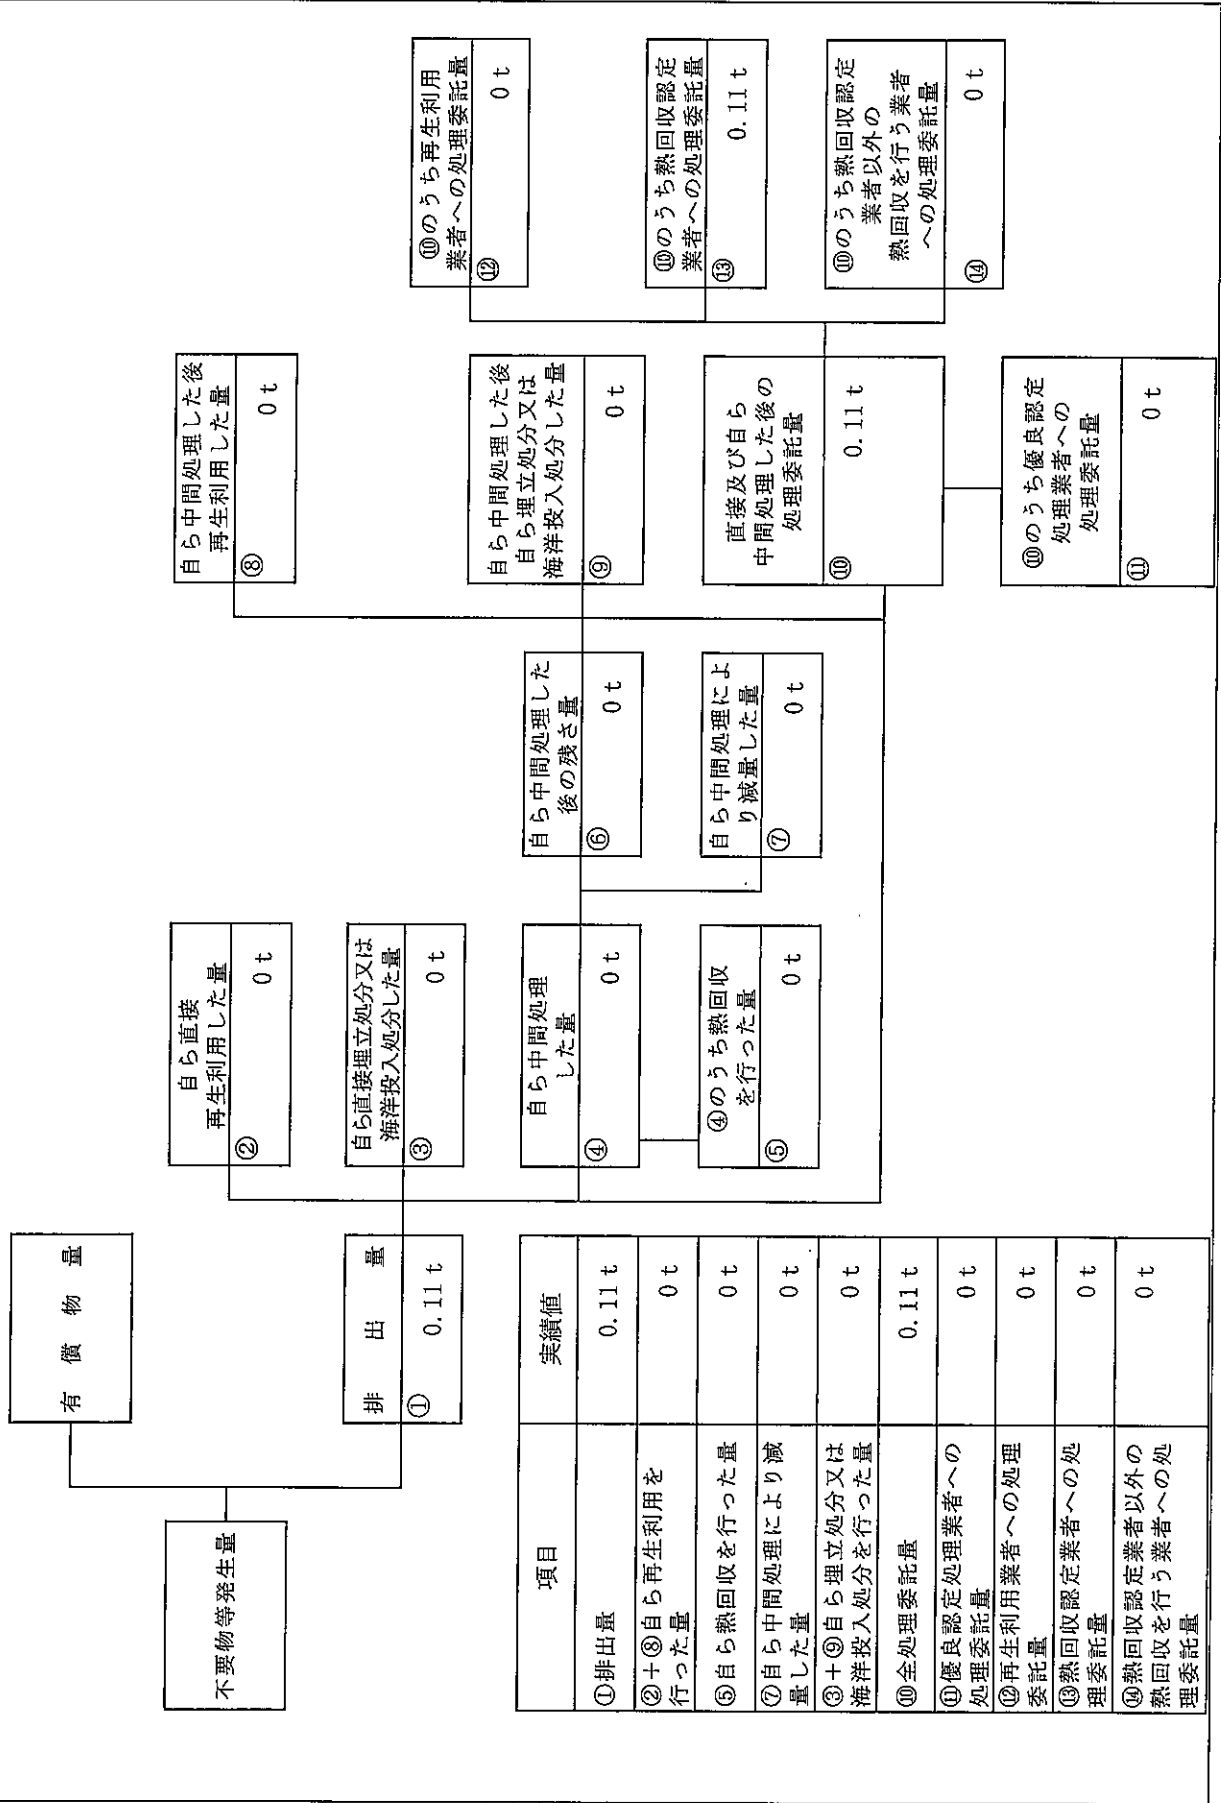 不要物等発生量
有 償 物 量
排 出 量
① 0.11 t
自ら直接
再生利用した量
② 0 t
自ら直接埋立処分又は
海洋投入処分した量
③ 0 t
自ら中間処理
した量
④ 0 t
④のうち熱回収
を行った量
⑤ 0 t
自ら中間処理した
後の残さ量
⑥ 0 t
自ら中間処理によ
り減量した量
⑦ 0 t
自ら中間処理した後
再生利用した量
⑧ 0 t
自ら中間処理した後
自ら埋立処分又は
海洋投入処分した量
⑨ 0 t
直接及び自ら
中間処理した後の
処理委託量
⑩ 0.11 t
⑩のうち優良認定
処理業者への
処理委託量
⑪ 0 t
⑩のうち再生利用
業者への処理委託量
⑫ 0 t
⑩のうち熱回収認定
業者への処理委託量
⑬ 0.11 t
⑩のうち熱回収認定
業者以外の
熱回収を行う業者
への処理委託量
⑭ 0 t
項目 実績値
①排出量 0.11 t
②+⑧自ら再生利用を
行った量 0 t
⑤自ら熱回収を行った量 0 t
⑦自ら中間処理により減
量した量 0 t
③+⑨自ら埋立処分又は
海洋投入処分を行った量 0 t
⑩全処理委託量 0.11 t
⑪優良認定処理業者への
処理委託量 0 t
⑫再生利用業者への処理
委託量 0 t
⑬熱回収認定業者への処
理委託量 0 t
⑭熱回収認定業者以外の
熱回収を行う業者への処
理委託量 0 t